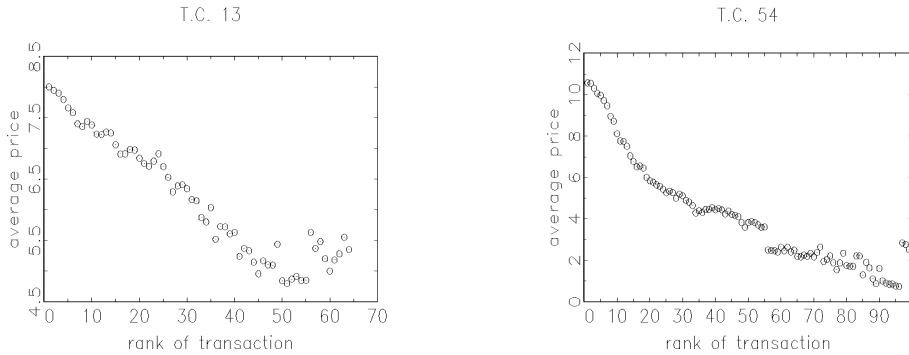 T.C. 13
8.5
7.5
6.5
5.5
4.5
average price
0 10 20 30 40 50 60 70
rank of transaction
T.C. 54
12
10
8
6
4
2
0
average price
0 10 20 30 40 50 60 70 80 90
rank of transaction